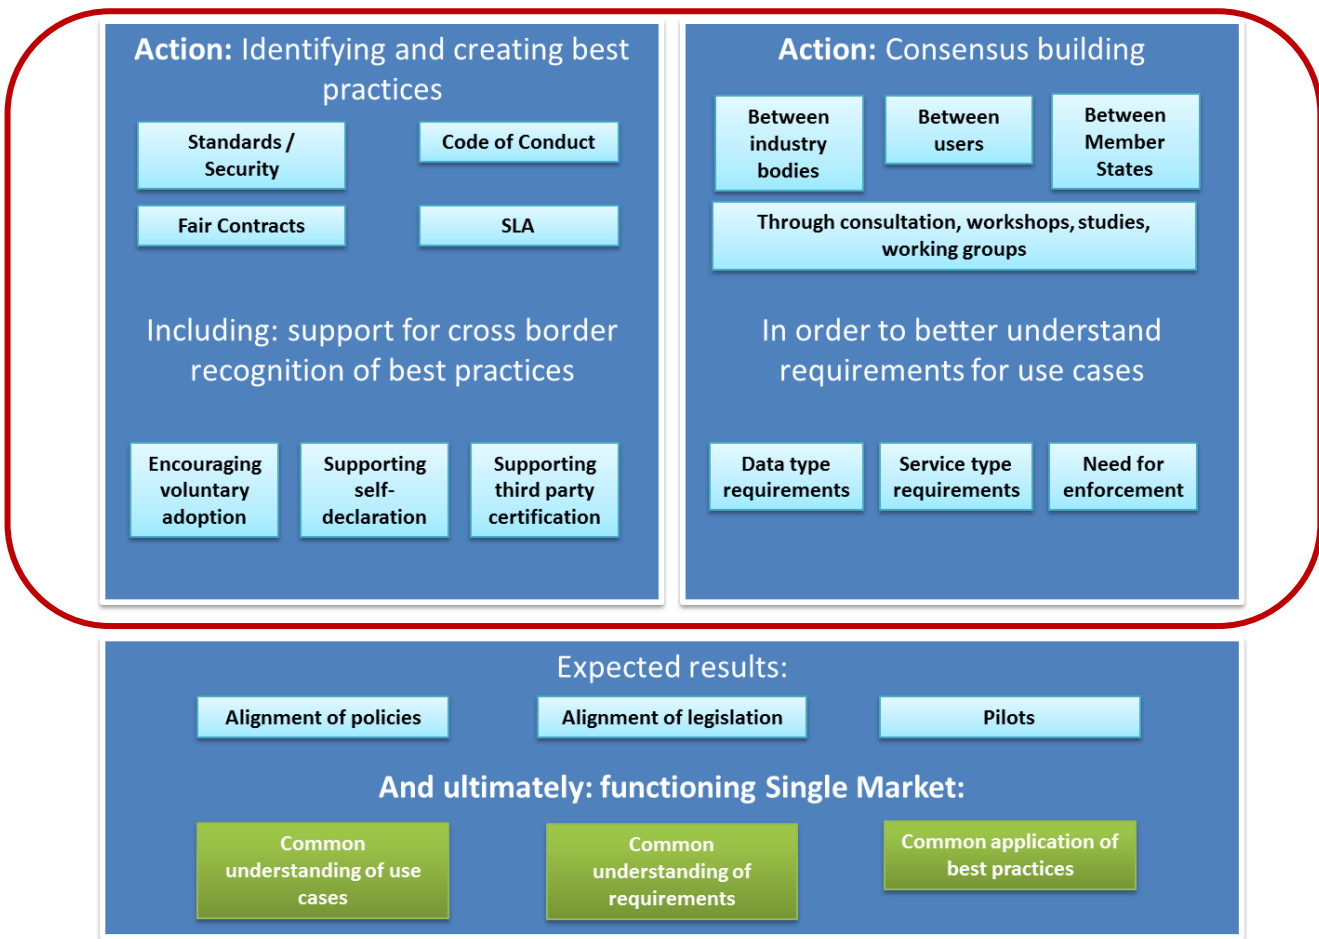 Action: Identifying and creating best
practices
Standards /
Security
Code of Conduct
Fair Contracts
SLA
Including: support for cross border
recognition of best practices
Encouraging
voluntary
adoption
Supporting
self-
declaration
Supporting
third party
certification
Action: Consensus building
Between
industry
bodies
Between
users
Between
Member
States
Through consultation, workshops, studies,
working groups
In order to better understand
requirements for use cases
Data type
requirements
Service type
requirements
Need for
enforcement
Expected results:
Alignment of policies
Alignment of legislation
Pilots
And ultimately: functioning Single Market:
Common
understanding of use
cases
Common
understanding of
requirements
Common application of
best practices